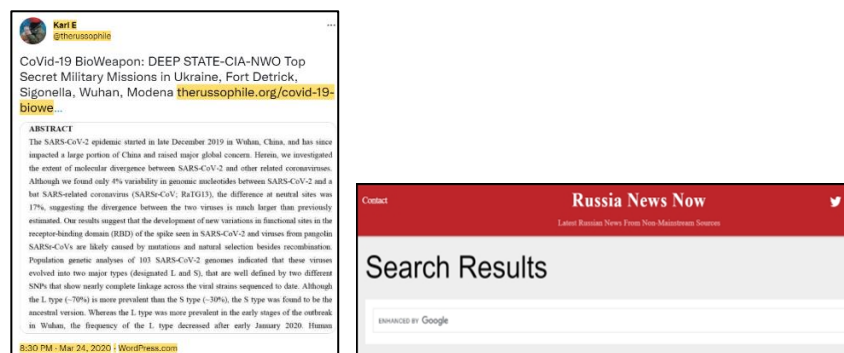 Karl E
@therussophile
...
CoVid-19 BioWeapon: DEEP STATE-CIA-NWO Top
Secret Military Missions in Ukraine, Fort Detrick,
Sigonella, Wuhan, Modena therussophile.org/covid-19-
biowe...
ABSTRACT
The SARS-CoV-2 epidemic started in late December 2019 in Wuhan, China, and has since
impacted a large portion of China and raised major global concern. Herein, we investigated
the extent of molecular divergence between SARS-CoV-2 and other related coronaviruses.
Although we found only 4% variability in genomic nucleotides between SARS-CoV-2 and a
bat SARS-related coronavirus (SARSr-CoV; RaTG13), the difference at neutral sites was
17%, suggesting the divergence between the two viruses is much larger than previously
estimated. Our results suggest that the development of new variations in functional sites in the
receptor-binding domain (RBD) of the spike seen in SARS-CoV-2 and viruses from pangolin
SARSr-CoVs are likely caused by mutations and natural selection besides recombination.
Population genetic analyses of 103 SARS-CoV-2 genomes indicated that these viruses
evolved into two major types (designated L and S), that are well defined by two different
SNPs that show nearly complete linkage across the viral strains sequenced to date. Although
the L type (~70%) is more prevalent than the S type (~30%), the S type was found to be the
ancestral version. Whereas the L type was more prevalent in the early stages of the outbreak
in Wuhan, the frequency of the L type decreased after early January 2020. Human
8:30 PM · Mar 24, 2020 · WordPress.com
Contact
Russia News Now
Latest Russian News From Non-Mainstream Sources
Search Results
ENHANCED BY Google